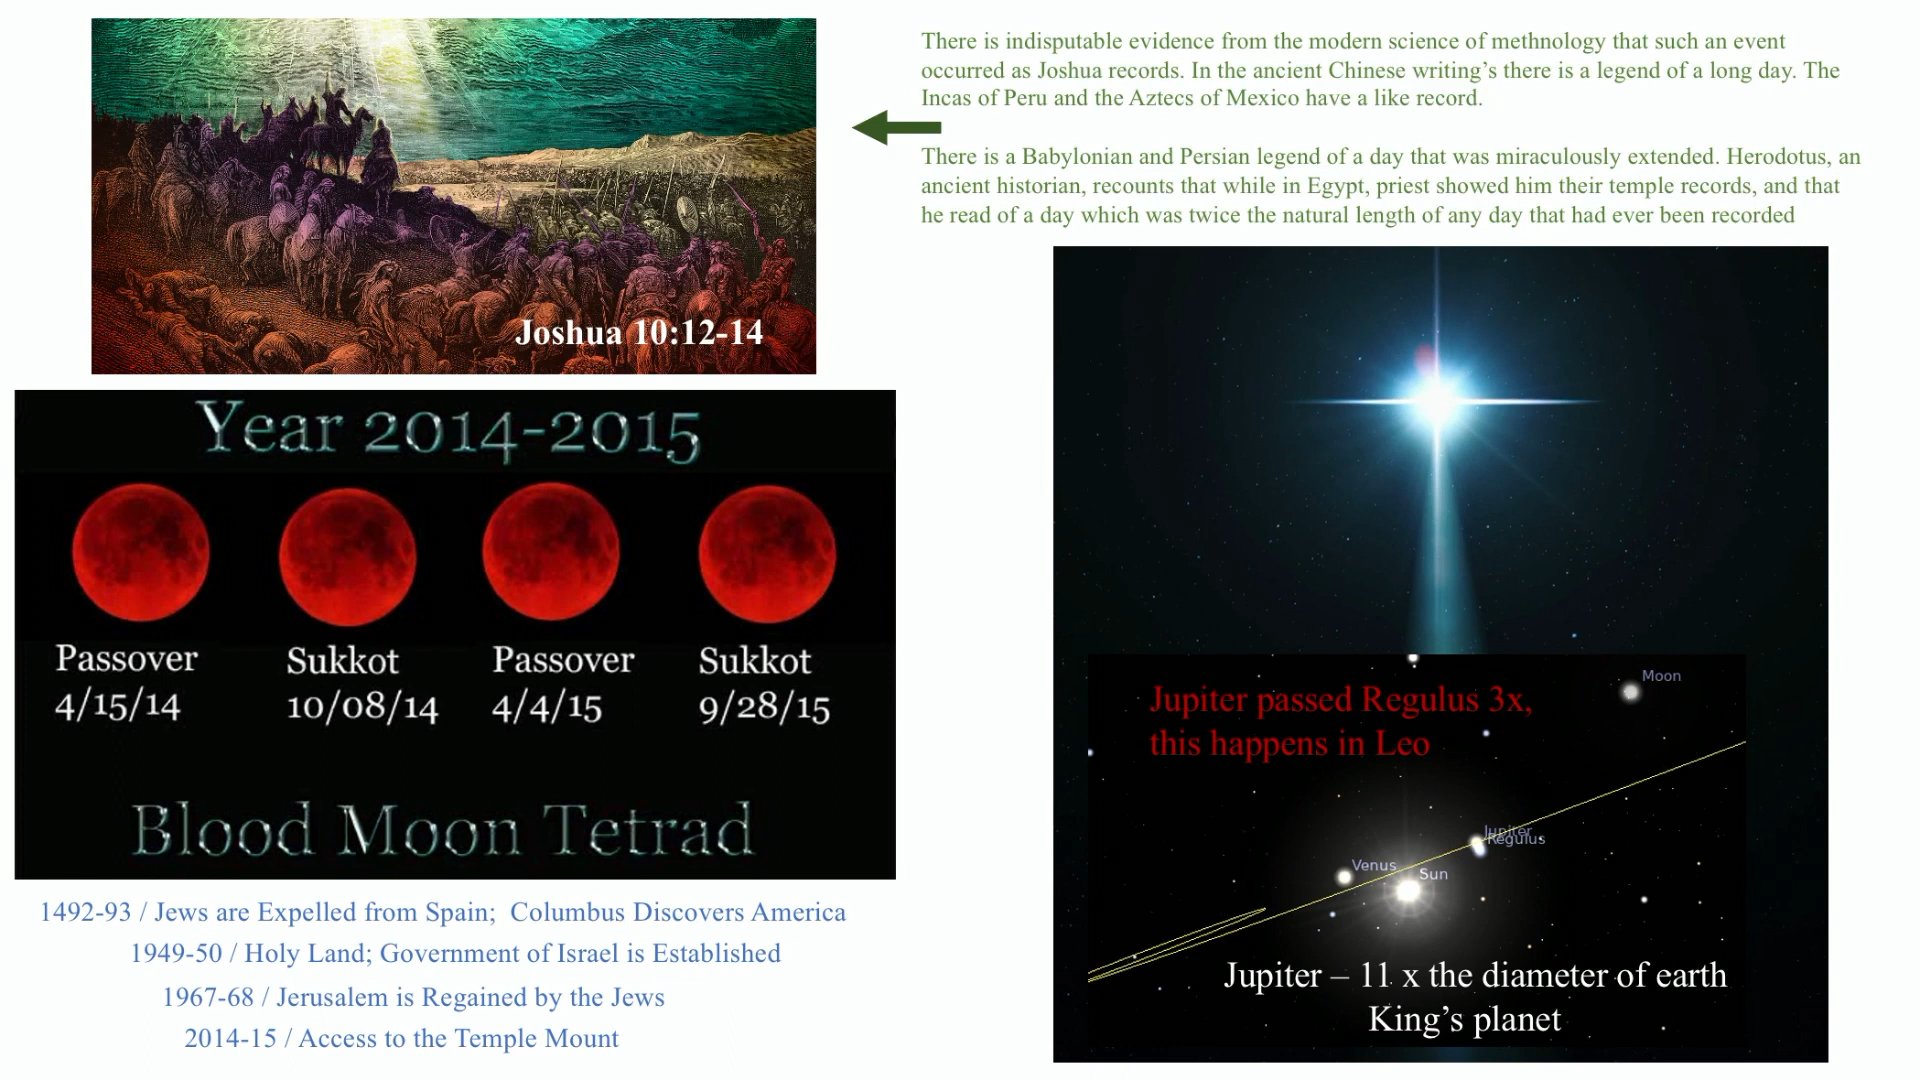 There is indisputable evidence from the modern science of methnology that such an event
occurred as Joshua records. In the ancient Chinese writing's there is a legend of a long day. The
Incas of Peru and the Aztecs of Mexico have a like record.
There is a Babylonian and Persian legend of a day that was miraculously extended. Herodotus, an
ancient historian, recounts that while in Egypt, priest showed him their temple records, and that
he read of a day which was twice the natural length of any day that had ever been recorded
Joshua 10:12-14
Year 2014-2015
Passover Sukkot Passover Sukkot
4/15/14 10/08/14 4/4/15 9/28/15
Blood Moon Tetrad
1492-93 / Jews are Expelled from Spain; Columbus Discovers America
1949-50 / Holy Land; Government of Israel is Established
1967-68 / Jerusalem is Regained by the Jews
2014-15 / Access to the Temple Mount
Moon
Jupiter passed Regulus 3x,
this happens in Leo
Jupiter
Regulus
Venus
Sun
Jupiter – 11 x the diameter of earth
King's planet